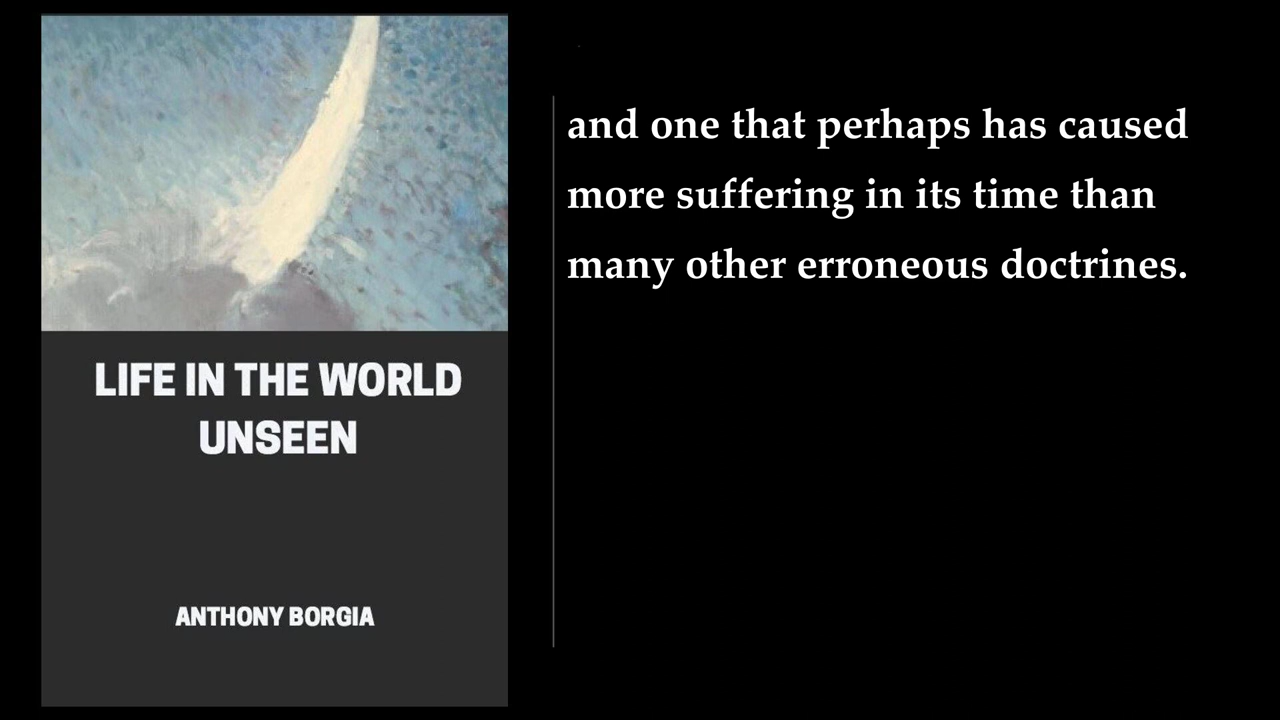 LIFE IN THE WORLD
UNSEEN
ANTHONY BORGIA
and one that perhaps has caused
more suffering in its time than
many other erroneous doctrines.